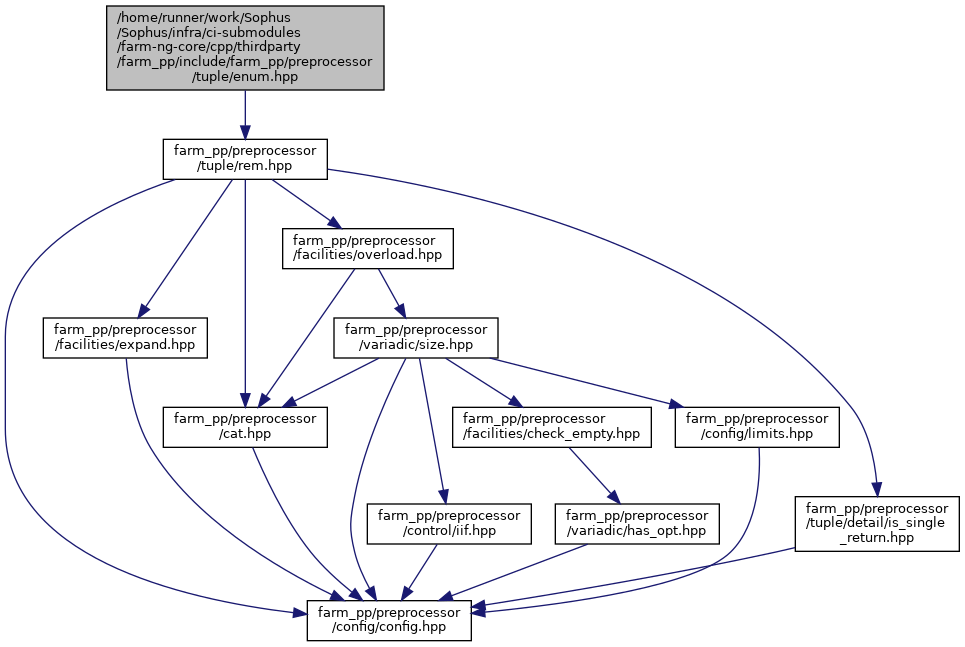 /home/runner/work/Sophus
/Sophus/infra/ci-submodules
/farm-ng-core/cpp/thirdparty
/farm_pp/include/farm_pp/preprocessor
/tuple/enum.hpp
farm_pp/preprocessor
/tuple/rem.hpp
farm_pp/preprocessor
/facilities/overload.hpp
farm_pp/preprocessor
/facilities/expand.hpp
farm_pp/preprocessor
/variadic/size.hpp
farm_pp/preprocessor
/cat.hpp
farm_pp/preprocessor
/facilities/check_empty.hpp
farm_pp/preprocessor
/config/limits.hpp
farm_pp/preprocessor
/control/iif.hpp
farm_pp/preprocessor
/variadic/has_opt.hpp
farm_pp/preprocessor
/tuple/detail/is_single
_return.hpp
farm_pp/preprocessor
/config/config.hpp